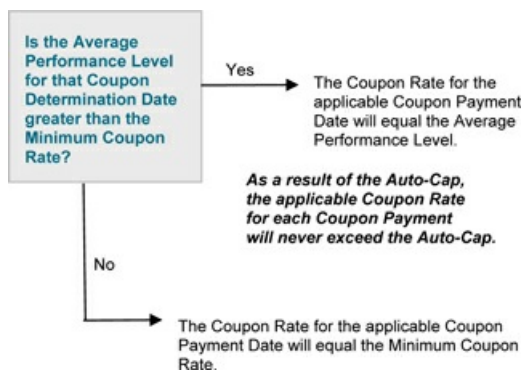 Is the Average
Performance Level
for that Coupon
Determination Date
greater than the
Minimum Coupon
Rate?
Yes
The Coupon Rate for the
applicable Coupon Payment
Date will equal the Average
Performance Level.
As a result of the Auto-Cap,
the applicable Coupon Rate
for each Coupon Payment
will never exceed the Auto-Cap.
No
The Coupon Rate for the applicable Coupon
Payment Date will equal the Minimum Coupon
Rate.